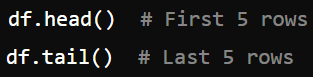 df.head()  # First 5 rows
df.tail()  # Last 5 rows